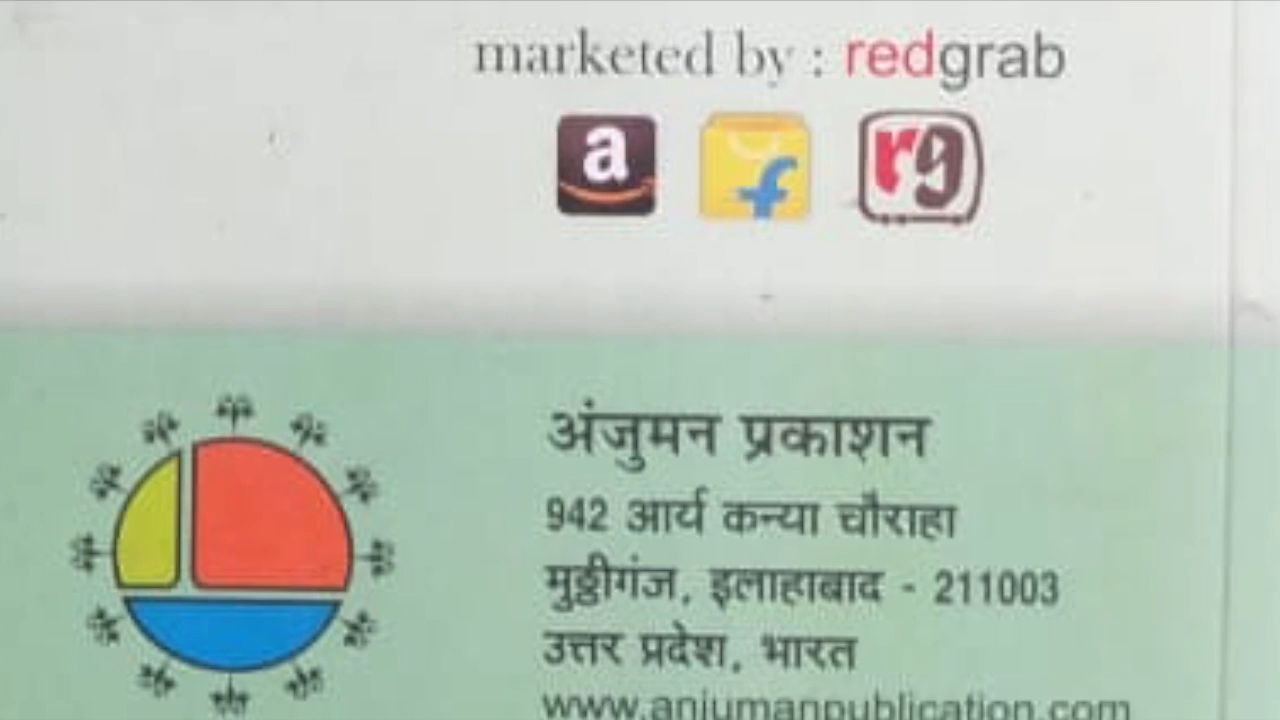 marketed by : redgrab
a f rg
अंजुमन प्रकाशन
942 आर्य कन्या चौराहा
मुठ्ठीगंज, इलाहाबाद - 211003
उत्तर प्रदेश, भारत
www.anjumanpublication.com